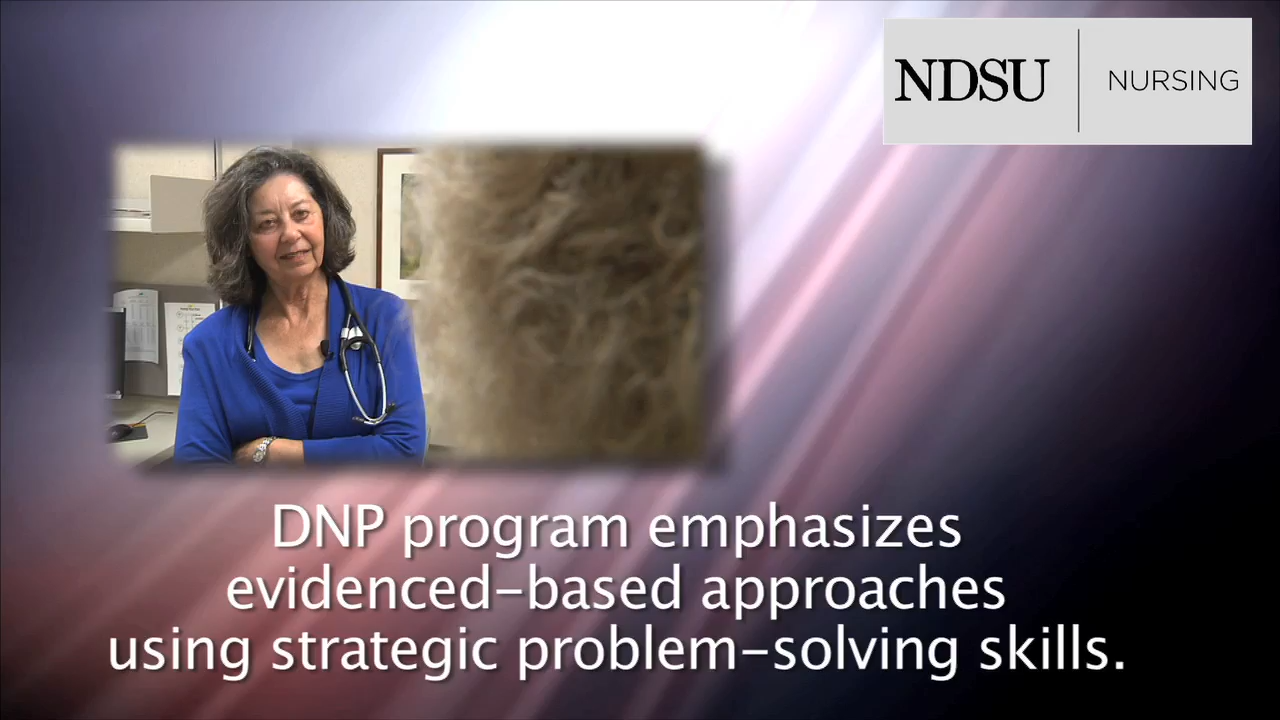 NDSU | NURSING
DNP program emphasizes
evidenced-based approaches
using strategic problem-solving skills.